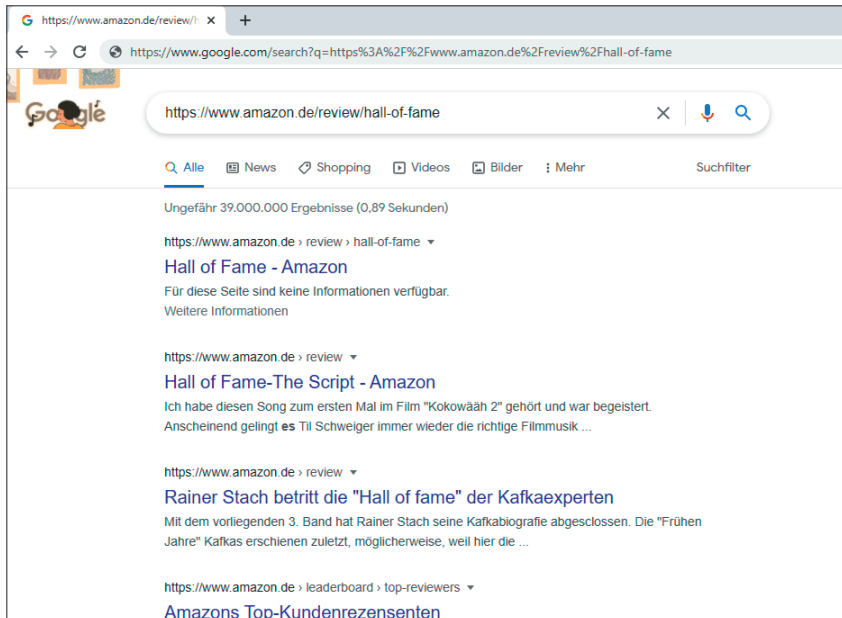 https://www.amazon.de/review/h
https://www.google.com/search?q=https%3A%2F%2Fwww.amazon.de%2Freview%2Fhall-of-fame
Google
https://www.amazon.de/review/hall-of-fame
Alle News Shopping Videos Bilder Mehr Suchfilter
Ungefähr 39.000.000 Ergebnisse (0,89 Sekunden)
https://www.amazon.de › review › hall-of-fame
Hall of Fame - Amazon
Für diese Seite sind keine Informationen verfügbar.
Weitere Informationen
https://www.amazon.de › review
Hall of Fame-The Script - Amazon
Ich habe diesen Song zum ersten Mal im Film "Kokowääh 2" gehört und war begeistert.
Anscheinend gelingt es Til Schweiger immer wieder die richtige Filmmusik ...
https://www.amazon.de › review
Rainer Stach betritt die "Hall of fame" der Kafkaexperten
Mit dem vorliegenden 3. Band hat Rainer Stach seine Kafkabiografie abgesclossen. Die "Frühen
Jahre" Kafkas erschienen zuletzt, möglicherweise, weil hier die ...
https://www.amazon.de › leaderboard › top-reviewers
Amazons Top-Kundenrezensenten